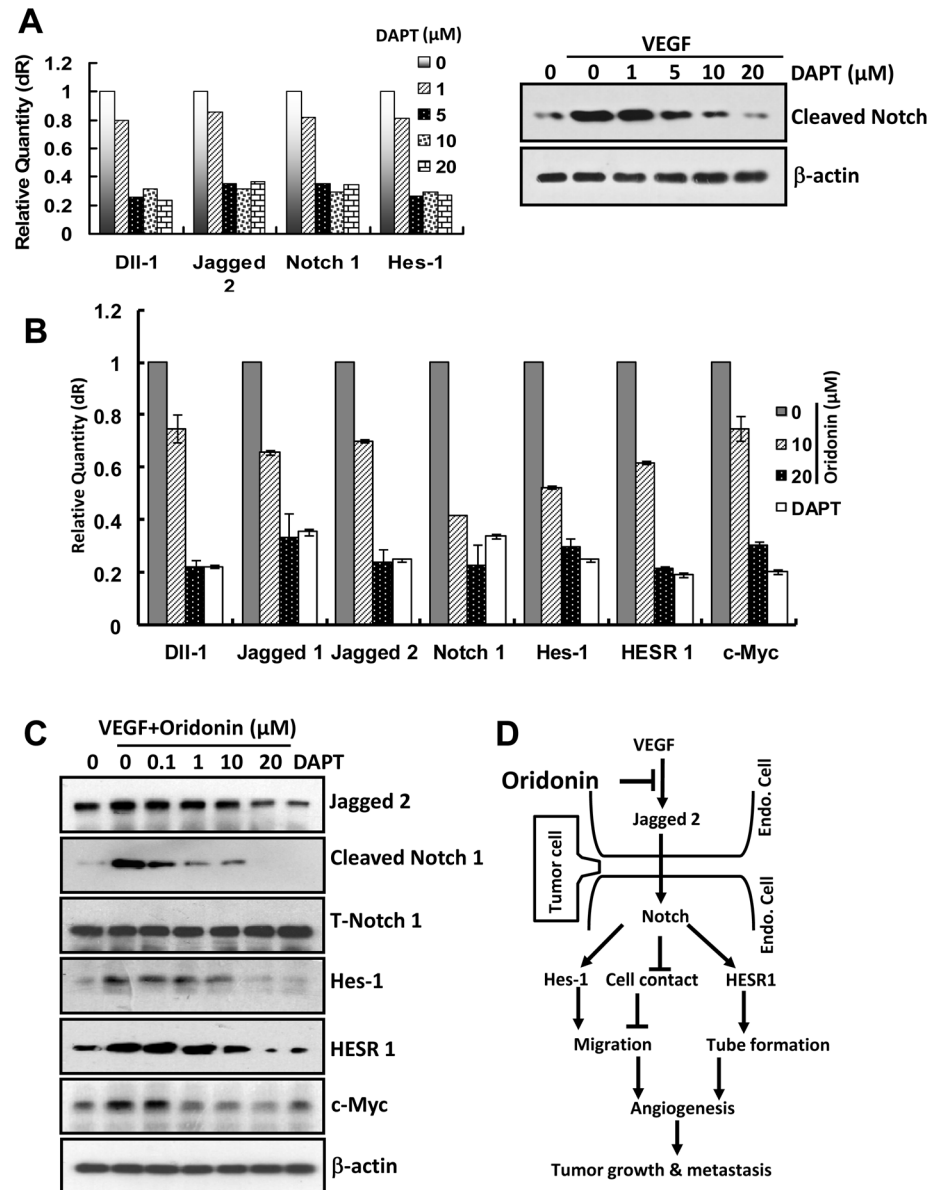 A
DAPT (μM)
0
1
5
10
20
Relative Quantity (dR)
1.2
1
0.8
0.6
0.4
0.2
0
Dll-1
Jagged
2
Notch 1
Hes-1
VEGF
0 0 1 5 10 20 DAPT (μM)
Cleaved Notch
β-actin
B
Relative Quantity (dR)
1.2
1
0.8
0.6
0.4
0.2
0
Dll-1 Jagged 1 Jagged 2 Notch 1 Hes-1 HESR 1 c-Myc
0
10
20
Oridonin (μM)
DAPT
C
VEGF+Oridonin (μM)
0 0 0.1 1 10 20 DAPT
Jagged 2
Cleaved Notch 1
T-Notch 1
Hes-1
HESR 1
c-Myc
β-actin
D
VEGF
Oridonin
Jagged 2
Endo. Cell
Tumor cell
Endo. Cell
Notch
Hes-1 Cell contact HESR1
Migration Tube formation
Angiogenesis
Tumor growth & metastasis